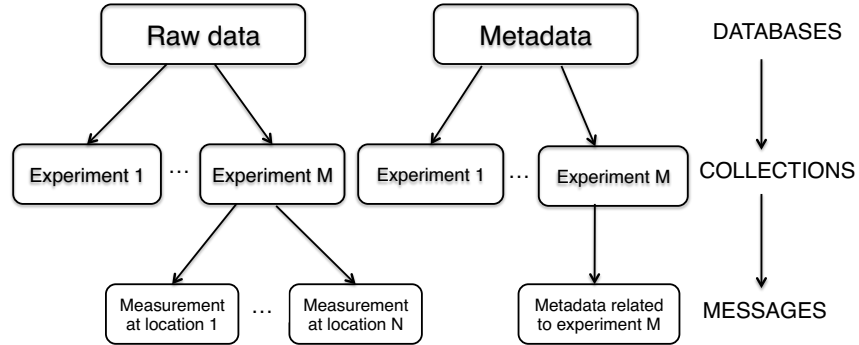 Raw data
Metadata
DATABASES
Experiment 1
...
Experiment M
Experiment 1
...
Experiment M
COLLECTIONS
Measurement
at location 1
...
Measurement
at location N
Metadata related
to experiment M
MESSAGES